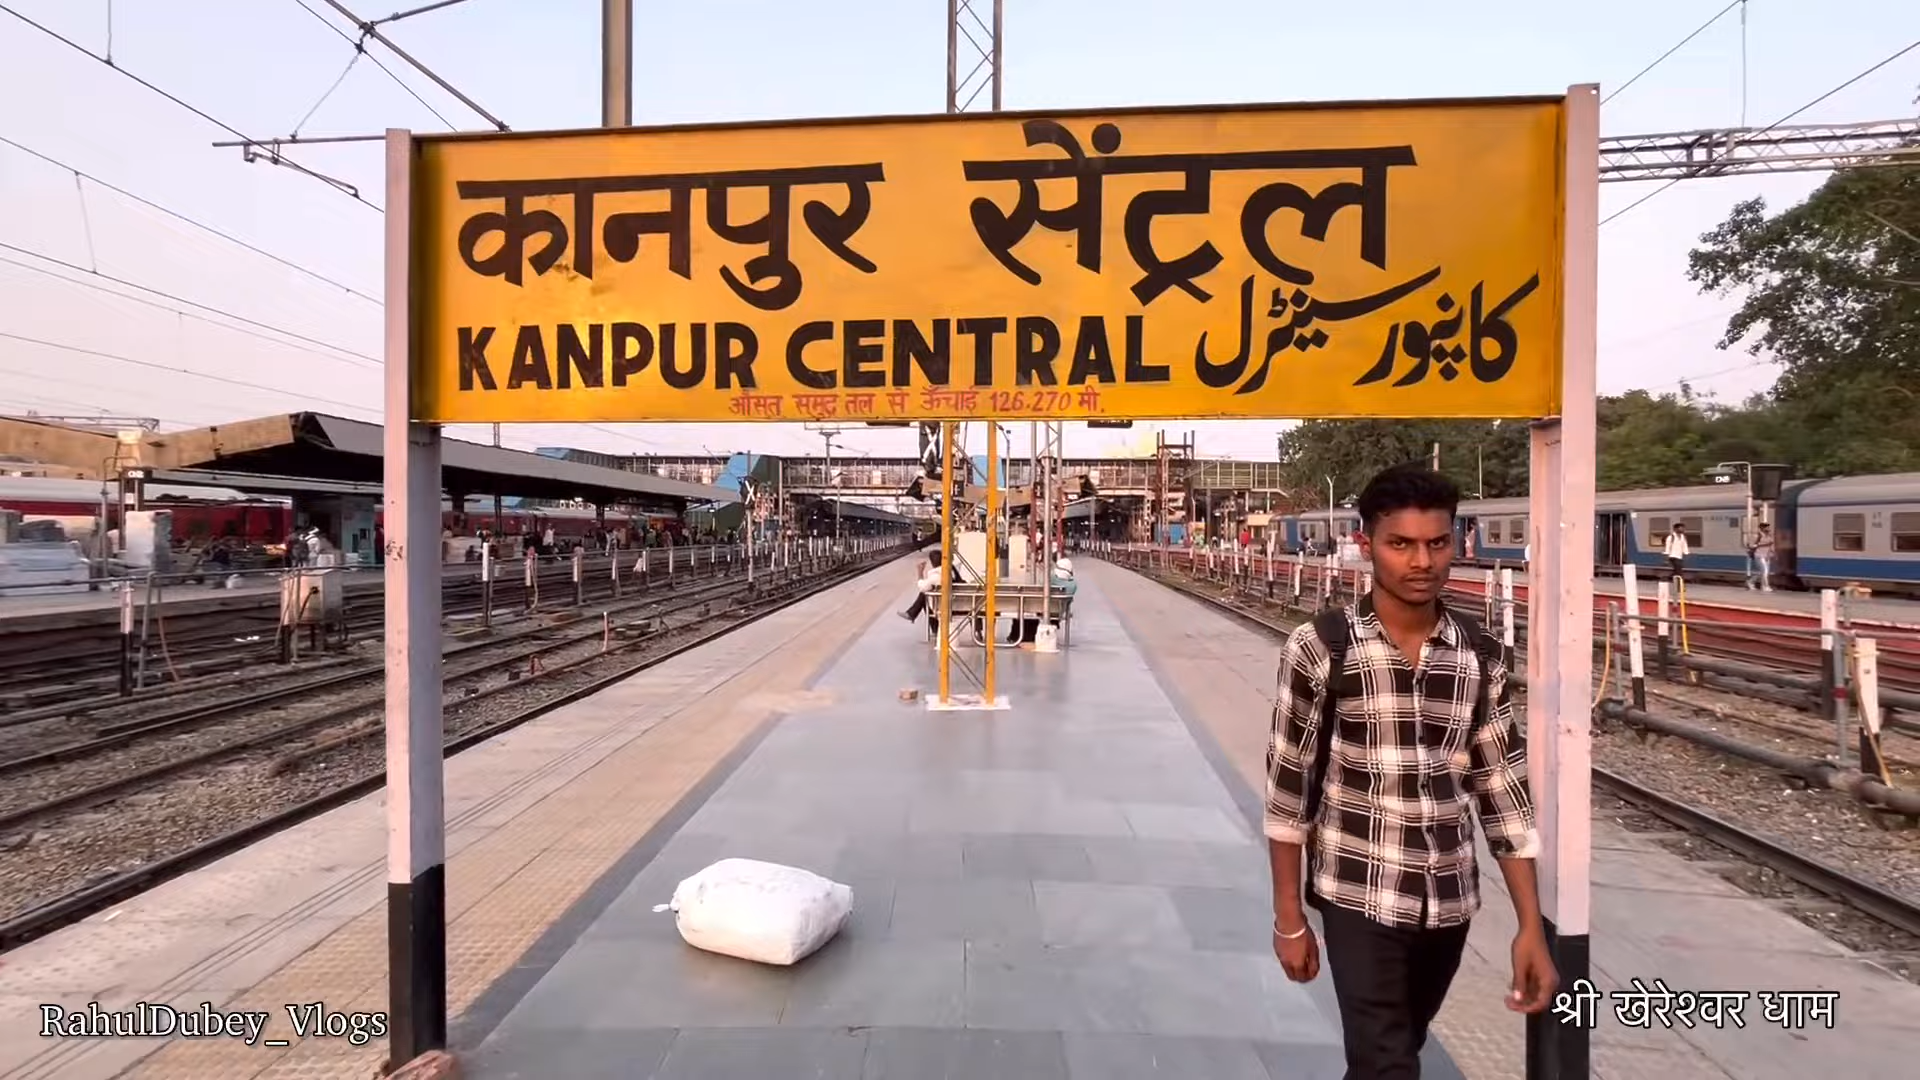 कानपुर सेंट्रल
KANPUR CENTRAL کانپور سینٹرل
औसत समुद्र तल से ऊँचाई 126.270 मी.
RahulDubey_Vlogs
श्री खेरेश्वर धाम